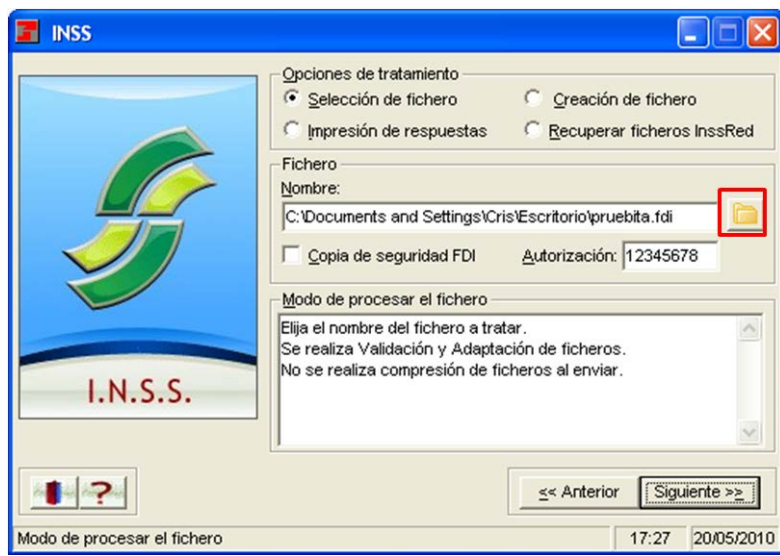 INSS
Opciones de tratamiento
Selección de fichero
Creación de fichero
Impresión de respuestas
Recuperar ficheros InssRed
Fichero
Nombre:
C:\Documents and Settings\Cris\Escritorio\pruebita.fdi
Copia de seguridad FDI
Autorización: 12345678
Modo de procesar el fichero
Elija el nombre del fichero a tratar.
Se realiza Validación y Adaptación de ficheros.
No se realiza compresión de ficheros al enviar.
I.N.S.S.
<< Anterior
Siguiente >>
Modo de procesar el fichero
17:27
20/05/2010